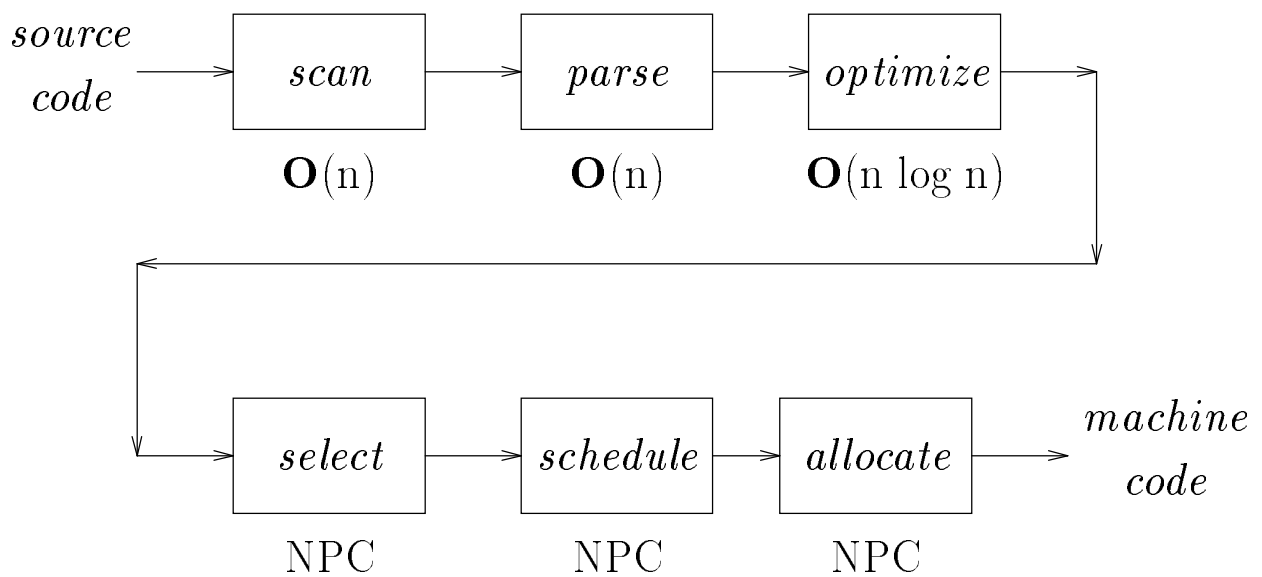 source
code
scan
parse
optimize
O(n)
O(n)
O(n log n)
select
schedule
allocate
machine
code
NPC
NPC
NPC